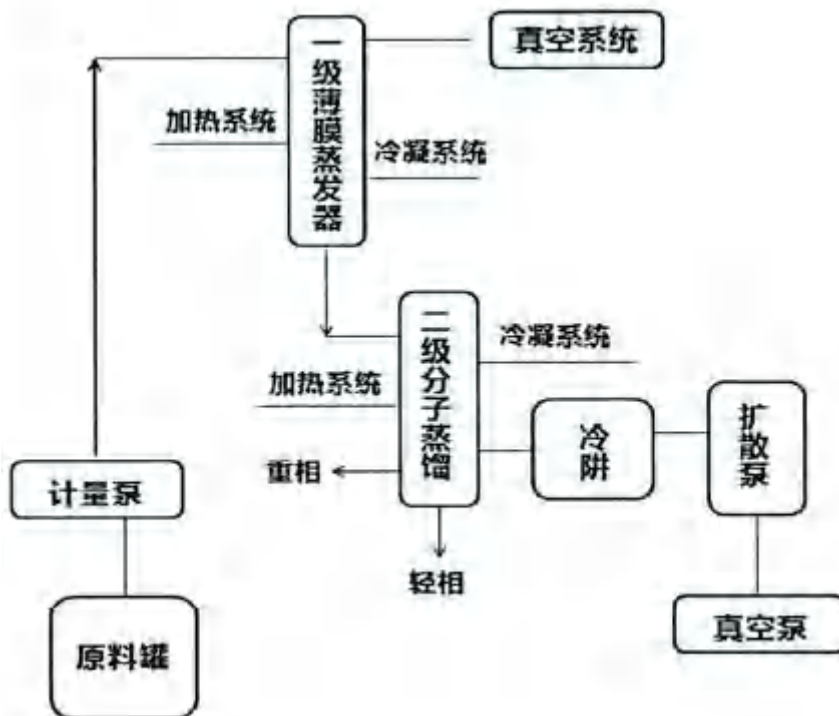 一级薄膜蒸发器
真空系统
加热系统
冷凝系统
二级分子蒸馏
冷凝系统
加热系统
冷阱
扩散泵
重相
计量泵
轻相
原料罐
真空泵